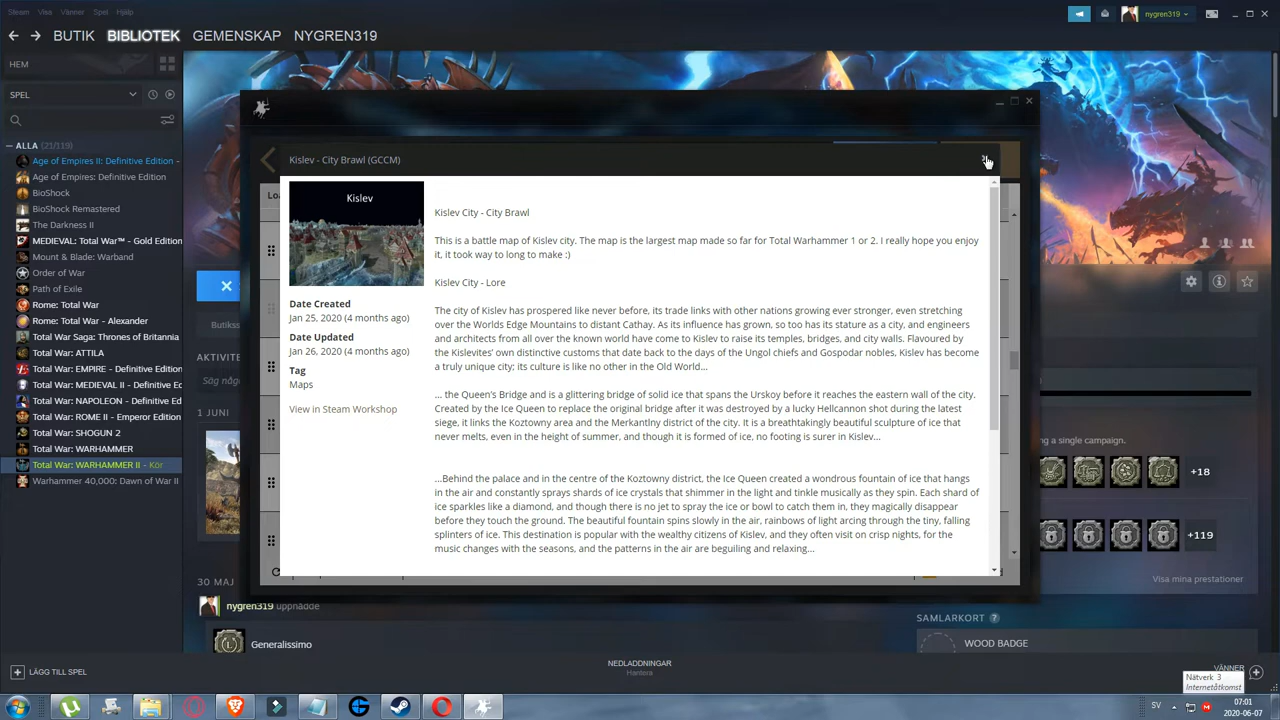 Steam Visa Vänner Spel Hjälp
nygren319
BUTIK BIBLIOTEK GEMENSKAP NYGREN319
HEM
SPEL
ALLA (21/119)
Age of Empires II: Definitive Edition -
Age of Empires: Definitive Edition
BioShock
BioShock Remastered
The Darkness II
MEDIEVAL: Total War™ - Gold Edition
Mount & Blade: Warband
Order of War
Path of Exile
Rome: Total War
Rome: Total War - Alexander
Total War Saga: Thrones of Britannia
Total War: ATTILA
Total War: EMPIRE - Definitive Edition
Total War: MEDIEVAL II - Definitive Edition
Total War: NAPOLEON - Definitive Edition
Total War: ROME II - Emperor Edition
Total War: SHOGUN 2
Total War: WARHAMMER
Total War: WARHAMMER II - Kör
Warhammer 40,000: Dawn of War II
Butikss
AKTIVITE
Säg någo
1 JUNI
30 MAJ
nygren319 uppnådde
Generalissimo
Kislev - City Brawl (GCCM)
Loa
Kislev
Date Created
Jan 25, 2020 (4 months ago)
Date Updated
Jan 26, 2020 (4 months ago)
Tag
Maps
View in Steam Workshop
Kislev City - City Brawl
This is a battle map of Kislev city. The map is the largest map made so far for Total Warhammer 1 or 2. I really hope you enjoy
it, it took way to long to make :)
Kislev City - Lore
The city of Kislev has prospered like never before, its trade links with other nations growing ever stronger, even stretching
over the Worlds Edge Mountains to distant Cathay. As its influence has grown, so too has its stature as a city, and engineers
and architects from all over the known world have come to Kislev to raise its temples, bridges, and city walls. Flavoured by
the Kislevites' own distinctive customs that date back to the days of the Ungol chiefs and Gospodar nobles, Kislev has become
a truly unique city; its culture is like no other in the Old World...
... the Queen's Bridge and is a glittering bridge of solid ice that spans the Urskoy before it reaches the eastern wall of the city.
Created by the Ice Queen to replace the original bridge after it was destroyed by a lucky Hellcannon shot during the latest
siege, it links the Koztowny area and the Merkantlny district of the city. It is a breathtakingly beautiful sculpture of ice that
never melts, even in the height of summer, and though it is formed of ice, no footing is surer in Kislev...
...Behind the palace and in the centre of the Koztowny district, the Ice Queen created a wondrous fountain of ice that hangs
in the air and constantly sprays shards of ice crystals that shimmer in the light and tinkle musically as they spin. Each shard of
ice sparkles like a diamond, and though there is no jet to spray the ice or bowl to catch them in, they magically disappear
before they touch the ground. The beautiful fountain spins slowly in the air, rainbows of light arcing through the tiny, falling
splinters of ice. This destination is popular with the wealthy citizens of Kislev, and they often visit on crisp nights, for the
music changes with the seasons, and the patterns in the air are beguiling and relaxing...
ng a single campaign.
+18
+119
Visa mina prestationer
SAMLARKORT ?
WOOD BADGE
LÄGG TILL SPEL
NEDLADDNINGAR
Hantera
VÄNNER
Nätverk 3
Internetåtkomst
SV
07:01
2020-06-07